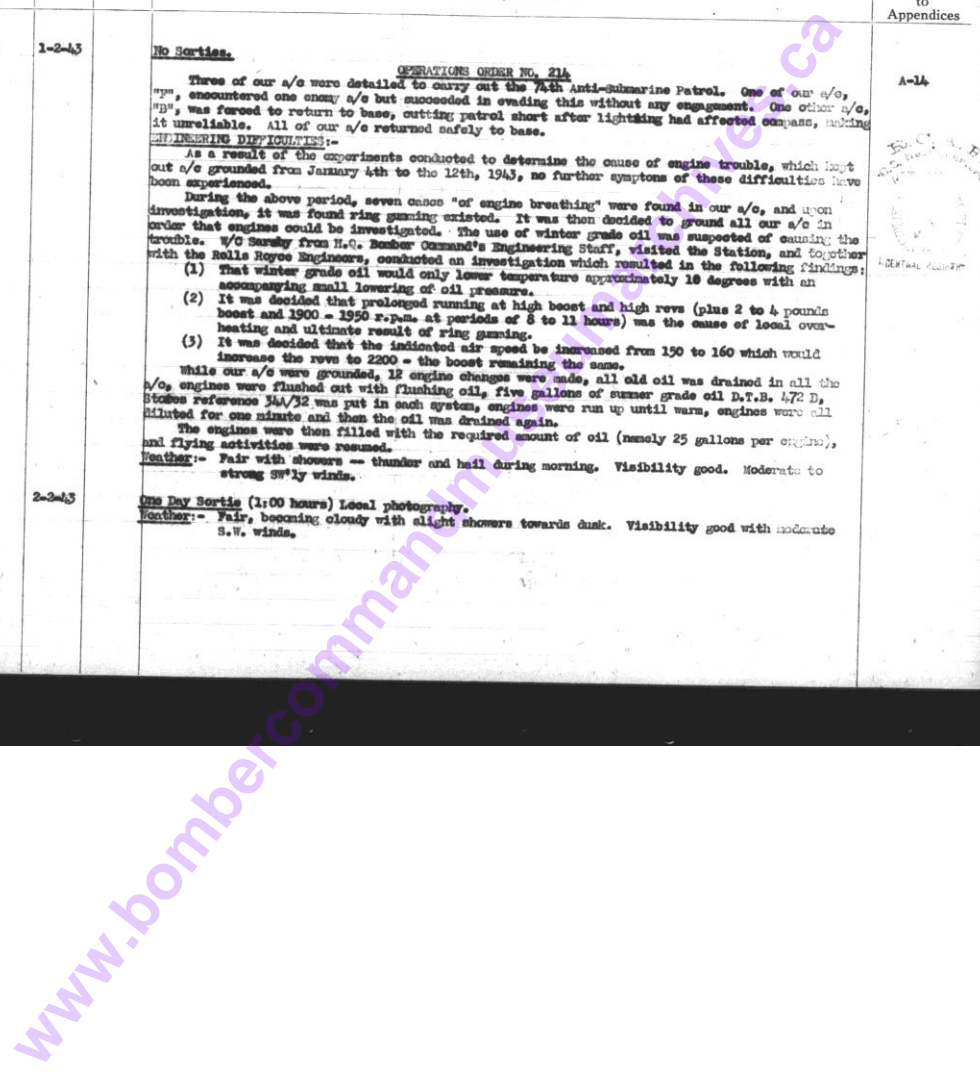 to
Appendices
1-2-43
No Sorties.
OPERATIONS ORDER NO. 214
A-14
Three of our a/c were detailed to carry out the 74th Anti-Submarine Patrol. One of our a/c,
"F", encountered one enemy a/c but succeeded in evading this without any engagement. One other a/c,
"B", was forced to return to base, cutting patrol short after lightning had affected compass, making
it unreliable. All of our a/c returned safely to base.
ENGINEERING DIFFICULTIES:-
As a result of the experiments conducted to determine the cause of engine trouble, which kept
out a/c grounded from January 4th to the 12th, 1943, no further symptons of these difficulties have
been experienced.
During the above period, seven cases "of engine breathing" were found in our a/c, and upon
investigation, it was found ring gumming existed. It was then decided to ground all our a/c in
order that engines could be investigated. The use of winter grade oil was suspected of causing the
trouble. W/C from H.Q. Bomber Command's Engineering Staff, visited the Station, and together
with the Rolls Royce Engineers, conducted an investigation which resulted in the following findings:
(1) That winter grade oil would only lower temperature approximately 10 degrees with an
accompanying small lowering of oil pressure.
(2) It was decided that prolonged running at high boost and high revs (plus 2 to 4 pounds
boost and 1900 - 1950 r.p.m. at periods of 8 to 11 hours) was the cause of local over-
heating and ultimate result of ring gumming.
(3) It was decided that the indicated air speed be increased from 150 to 160 which would
increase the revs to 2200 - the boost remaining the same.
While our a/c were grounded, 12 engine changes were made, all old oil was drained in all the
a/c, engines were flushed out with flushing oil, five gallons of summer grade oil D.T.B. 472 B,
Stores reference 34A/32 was put in each system, engines were run up until warm, engines were all
diluted for one minute and then the oil was drained again.
The engines were then filled with the required amount of oil (namely 25 gallons per engine),
and flying activities were resumed.
Weather:- Fair with showers -- thunder and hail during morning. Visibility good. Moderate to
strong SW'ly winds.
2-2-43
One Day Sortie (1:00 hours) Local photography.
Weather:- Fair, becoming cloudy with slight showers towards dusk. Visibility good with moderate
S.W. winds.
www.bombercommandmuseumarchives.ca